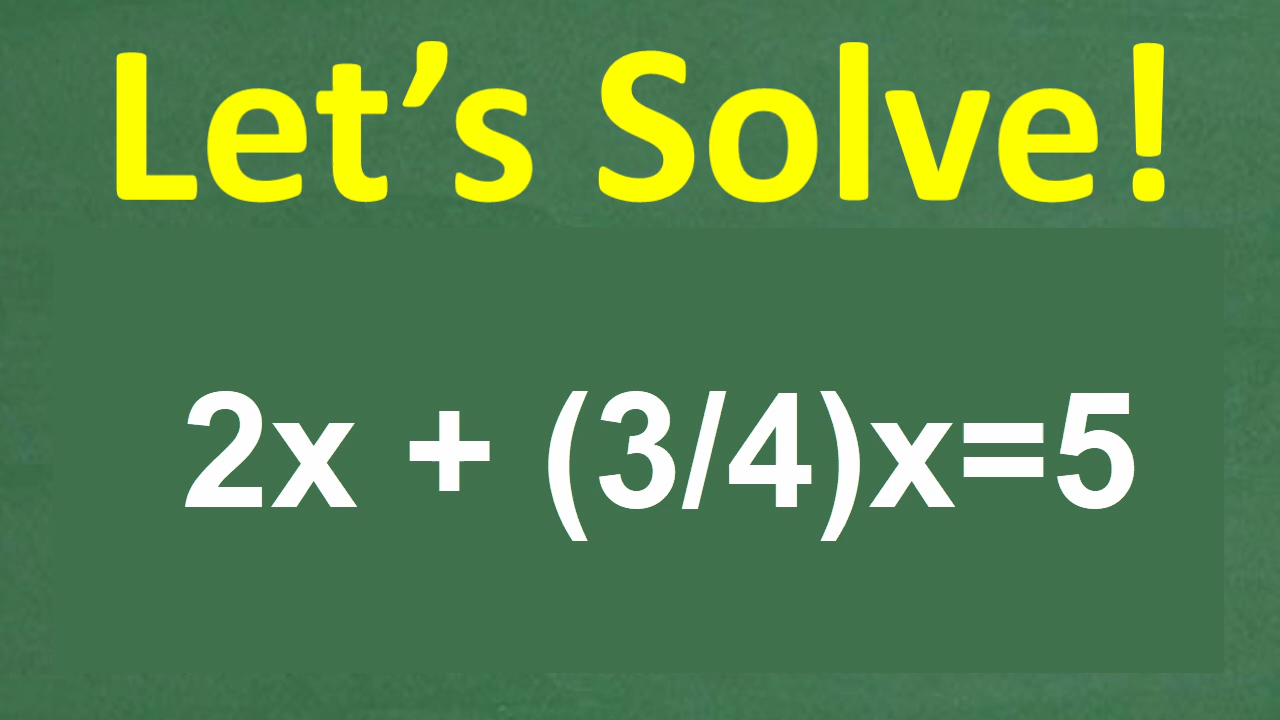 Let’s Solve!
2x + (3/4)x=5